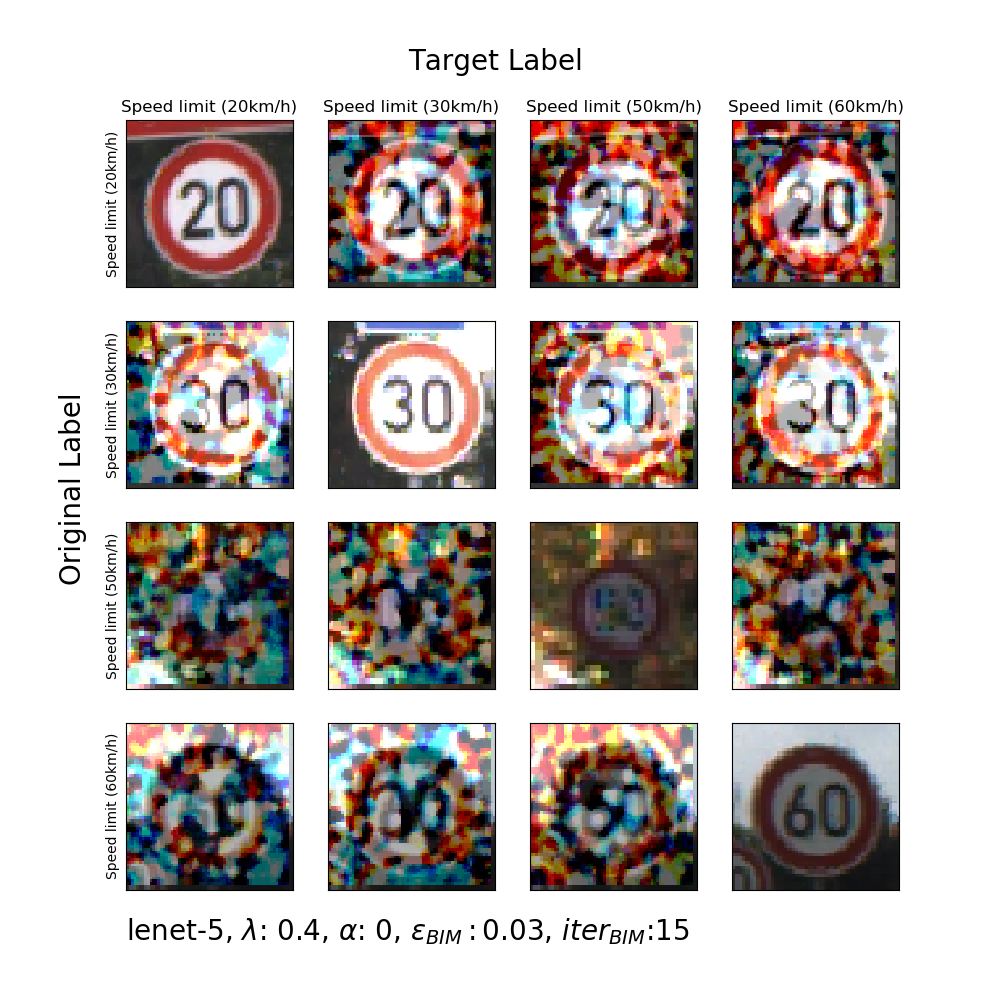 Target Label
Speed limit (20km/h) Speed limit (30km/h) Speed limit (50km/h) Speed limit (60km/h)
Original Label
Speed limit (20km/h)
20 20 20 20
Speed limit (30km/h)
30 30 30 30
Speed limit (50km/h)
Speed limit (60km/h)
60
lenet-5, λ: 0.4, α: 0, ε_BIM : 0.03, iter_BIM:15